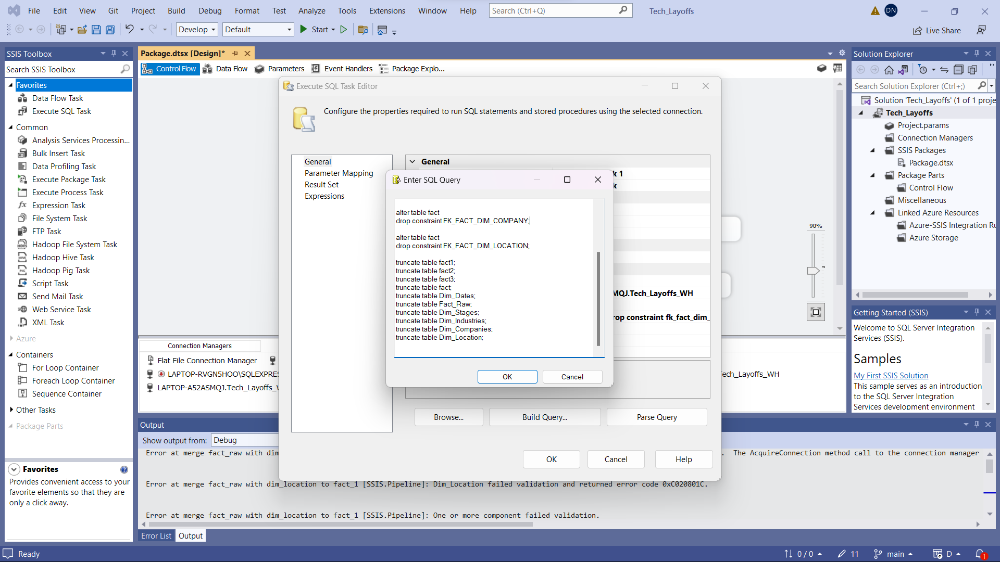 File Edit View Git Project Build Debug Format Test Analyze Tools Extensions Window Help Search (Ctrl+Q) Tech_Layoffs DN
Develop Default Start Live Share
SSIS Toolbox
Search SSIS Toolbox
Favorites
Data Flow Task
Execute SQL Task
Common
Analysis Services Processin...
Bulk Insert Task
Data Profiling Task
Execute Package Task
Execute Process Task
Expression Task
File System Task
FTP Task
Hadoop File System Task
Hadoop Hive Task
Hadoop Pig Task
Script Task
Send Mail Task
Web Service Task
XML Task
Azure
Containers
For Loop Container
Foreach Loop Container
Sequence Container
Other Tasks
Package Parts
Favorites
Provides convenient access to your
favorite elements so that they are
only a click away.
Package.dtsx [Design]*
Control Flow Data Flow Parameters Event Handlers Package Explo...
Execute SQL Task Editor
Configure the properties required to run SQL statements and stored procedures using the selected connection.
General
Parameter Mapping
Result Set
Expressions
General
k 1
k
MQJ.Tech_Layoffs_WH
rop constraint fk_fact_dim_
Enter SQL Query
alter table fact
drop constraint FK_FACT_DIM_COMPANY;
alter table fact
drop constraint FK_FACT_DIM_LOCATION;
truncate table fact1;
truncate table fact2;
truncate table fact3;
truncate table fact;
truncate table Dim_Dates;
truncate table Fact_Raw;
truncate table Dim_Stages;
truncate table Dim_Industries;
truncate table Dim_Companies;
truncate table Dim_Location;
OK Cancel
Browse... Build Query... Parse Query
OK Cancel Help
90%
Connection Managers
Flat File Connection Manager
LAPTOP-RVGN5HOO\SQLEXPRES
LAPTOP-A52ASMQJ.Tech_Layoffs_
ech_Layoffs_WH
Output
Show output from: Debug
Error at merge fact_raw with dim . The AcquireConnection method call to the connection manager
Error at merge fact_raw with dim_location to fact_1 [SSIS.Pipeline]: Dim_Location failed validation and returned error code 0xC020801C.
Error at merge fact_raw with dim_location to fact_1 [SSIS.Pipeline]: One or more component failed validation.
Error List Output
Solution Explorer
Search Solution Explorer (Ctrl+;)
Solution 'Tech_Layoffs' (1 of 1 proje
Tech_Layoffs
Project.params
Connection Managers
SSIS Packages
Package.dtsx
Package Parts
Control Flow
Miscellaneous
Linked Azure Resources
Azure-SSIS Integration Ru
Azure Storage
Getting Started (SSIS)
Welcome to SQL Server Integration
Services (SSIS).
Samples
My First SSIS Solution
This sample serves as an introduction
to the SQL Server Integration
Services development environment
Ready 0 / 0 11 main D 1